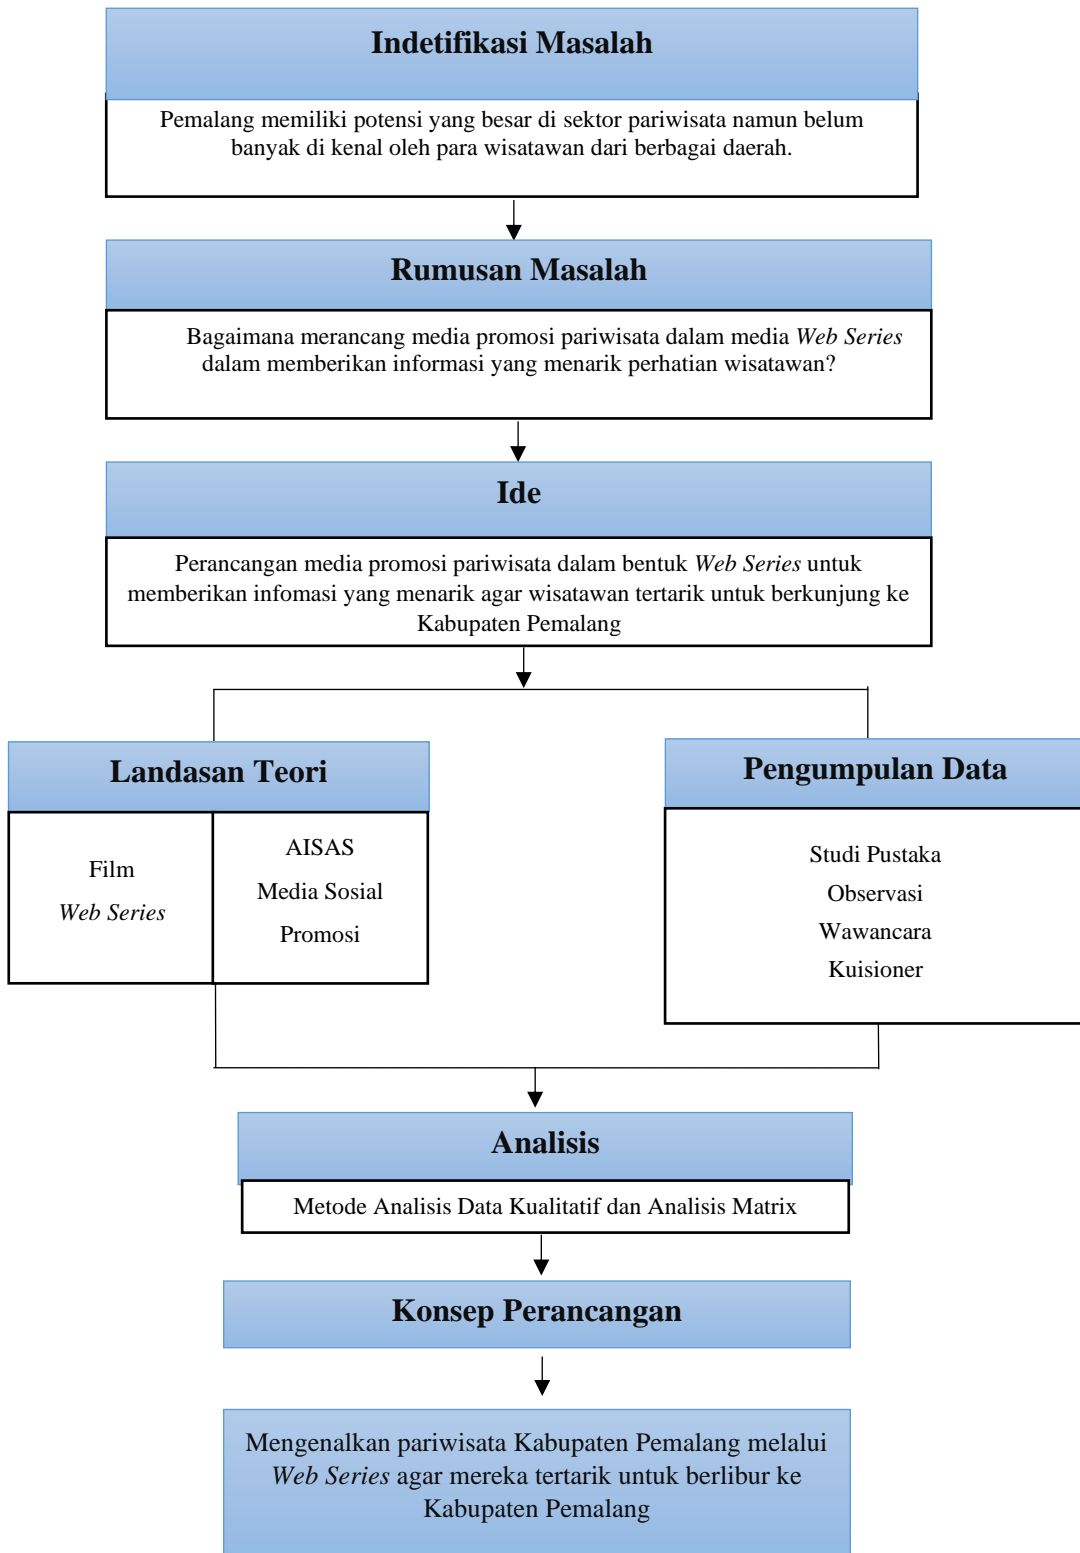 Indetifikasi Masalah
Pemalang memiliki potensi yang besar di sektor pariwisata namun belum
banyak di kenal oleh para wisatawan dari berbagai daerah.
Rumusan Masalah
Bagaimana merancang media promosi pariwisata dalam media Web Series
dalam memberikan informasi yang menarik perhatian wisatawan?
Ide
Perancangan media promosi pariwisata dalam bentuk Web Series untuk
memberikan infomasi yang menarik agar wisatawan tertarik untuk berkunjung ke
Kabupaten Pemalang
Landasan Teori
Film
Web Series
AISAS
Media Sosial
Promosi
Pengumpulan Data
Studi Pustaka
Observasi
Wawancara
Kuisioner
Analisis
Metode Analisis Data Kualitatif dan Analisis Matrix
Konsep Perancangan
Mengenalkan pariwisata Kabupaten Pemalang melalui
Web Series agar mereka tertarik untuk berlibur ke
Kabupaten Pemalang